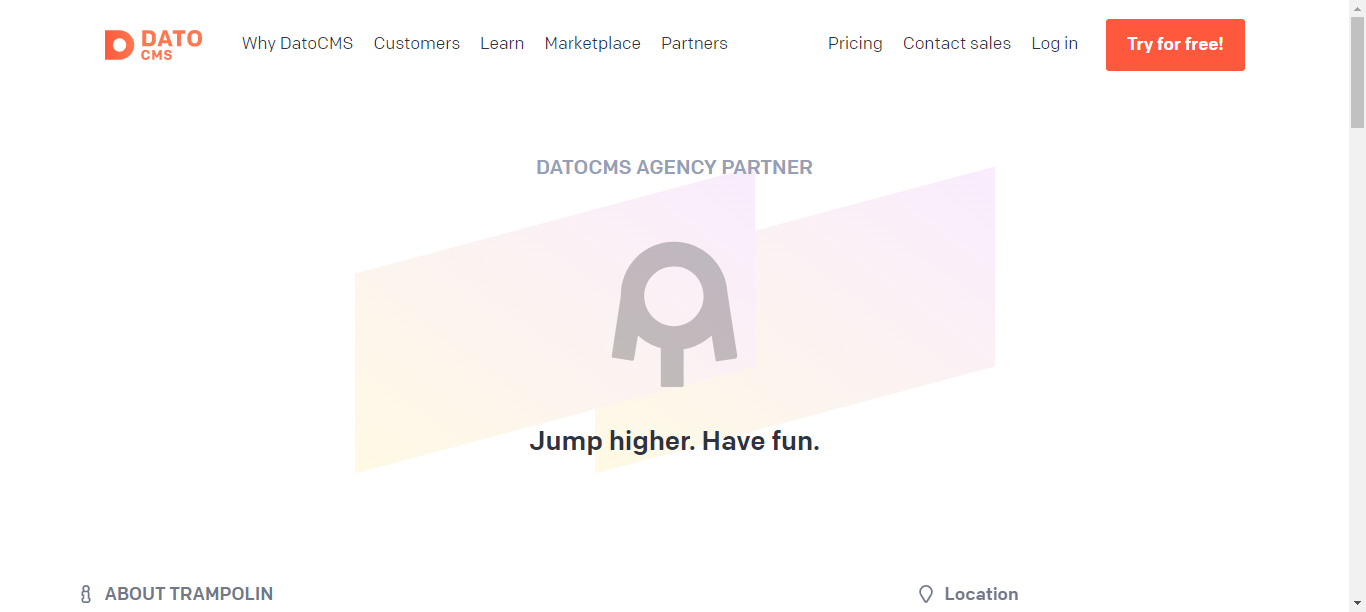 DATO
CMS
Why DatoCMS Customers Learn Marketplace Partners Pricing Contact sales Log in Try for free!
DATOCMS AGENCY PARTNER
Jump higher. Have fun.
ABOUT TRAMPOLIN
Location